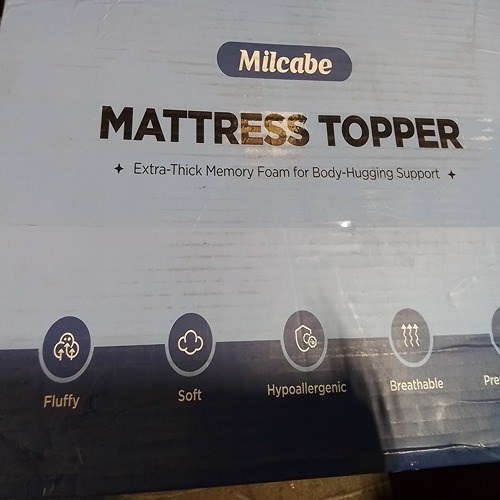 Milcabe
MATTRESS TOPPER
Extra-Thick Memory Foam for Body-Hugging Support
Fluffy
Soft
Hypoallergenic
Breathable